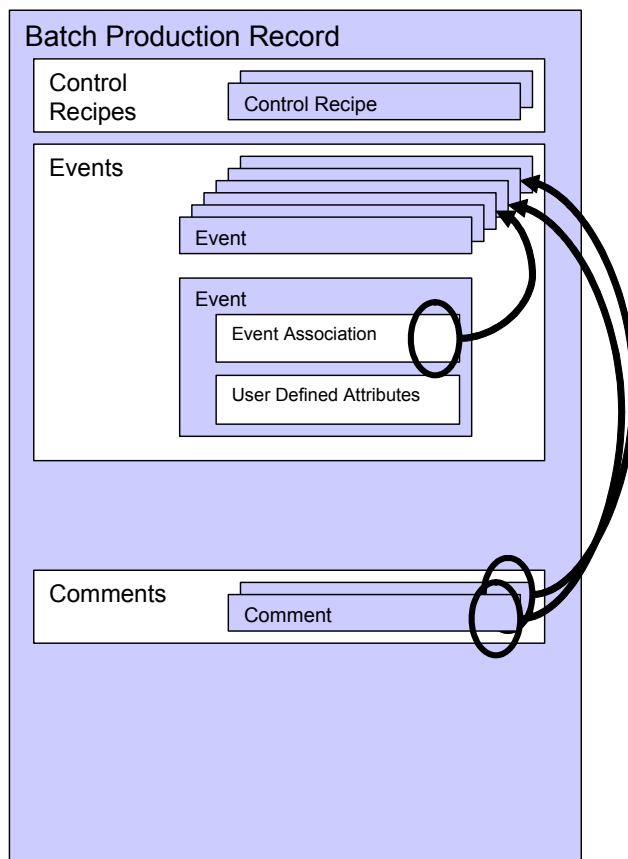 Batch Production Record
Control
Recipes
Control Recipe
Events
Event
Event
Event Association
User Defined Attributes
Comments
Comment